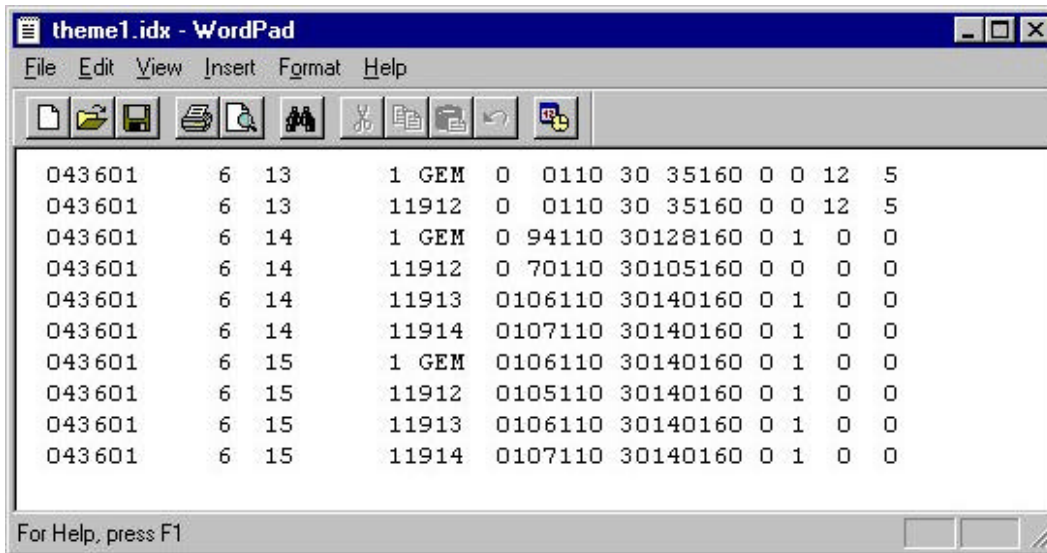 theme1.idx - WordPad
File Edit View Insert Format Help
043601 6 13 1 GEM 0 0110 30 35160 0 0 12 5
043601 6 13 11912 0 0110 30 35160 0 0 12 5
043601 6 14 1 GEM 0 94110 30128160 0 1 0 0
043601 6 14 11912 0 70110 30105160 0 0 0 0
043601 6 14 11913 0106110 30140160 0 1 0 0
043601 6 14 11914 0107110 30140160 0 1 0 0
043601 6 15 1 GEM 0106110 30140160 0 1 0 0
043601 6 15 11912 0105110 30140160 0 1 0 0
043601 6 15 11913 0106110 30140160 0 1 0 0
043601 6 15 11914 0107110 30140160 0 1 0 0
For Help, press F1